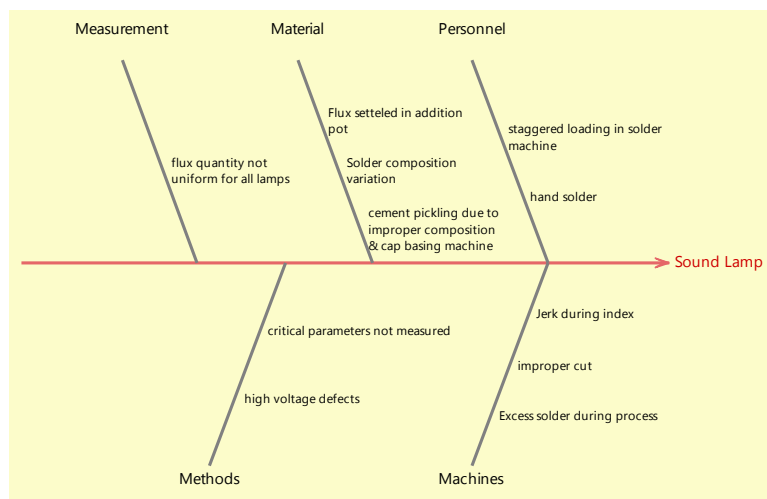 Measurement
Material
Personnel
Flux setteled in addition
pot
staggered loading in solder
machine
flux quantity not
uniform for all lamps
Solder composition
variation
hand solder
cement pickling due to
improper composition
& cap basing machine
Sound Lamp
Jerk during index
critical parameters not measured
improper cut
high voltage defects
Excess solder during process
Methods
Machines